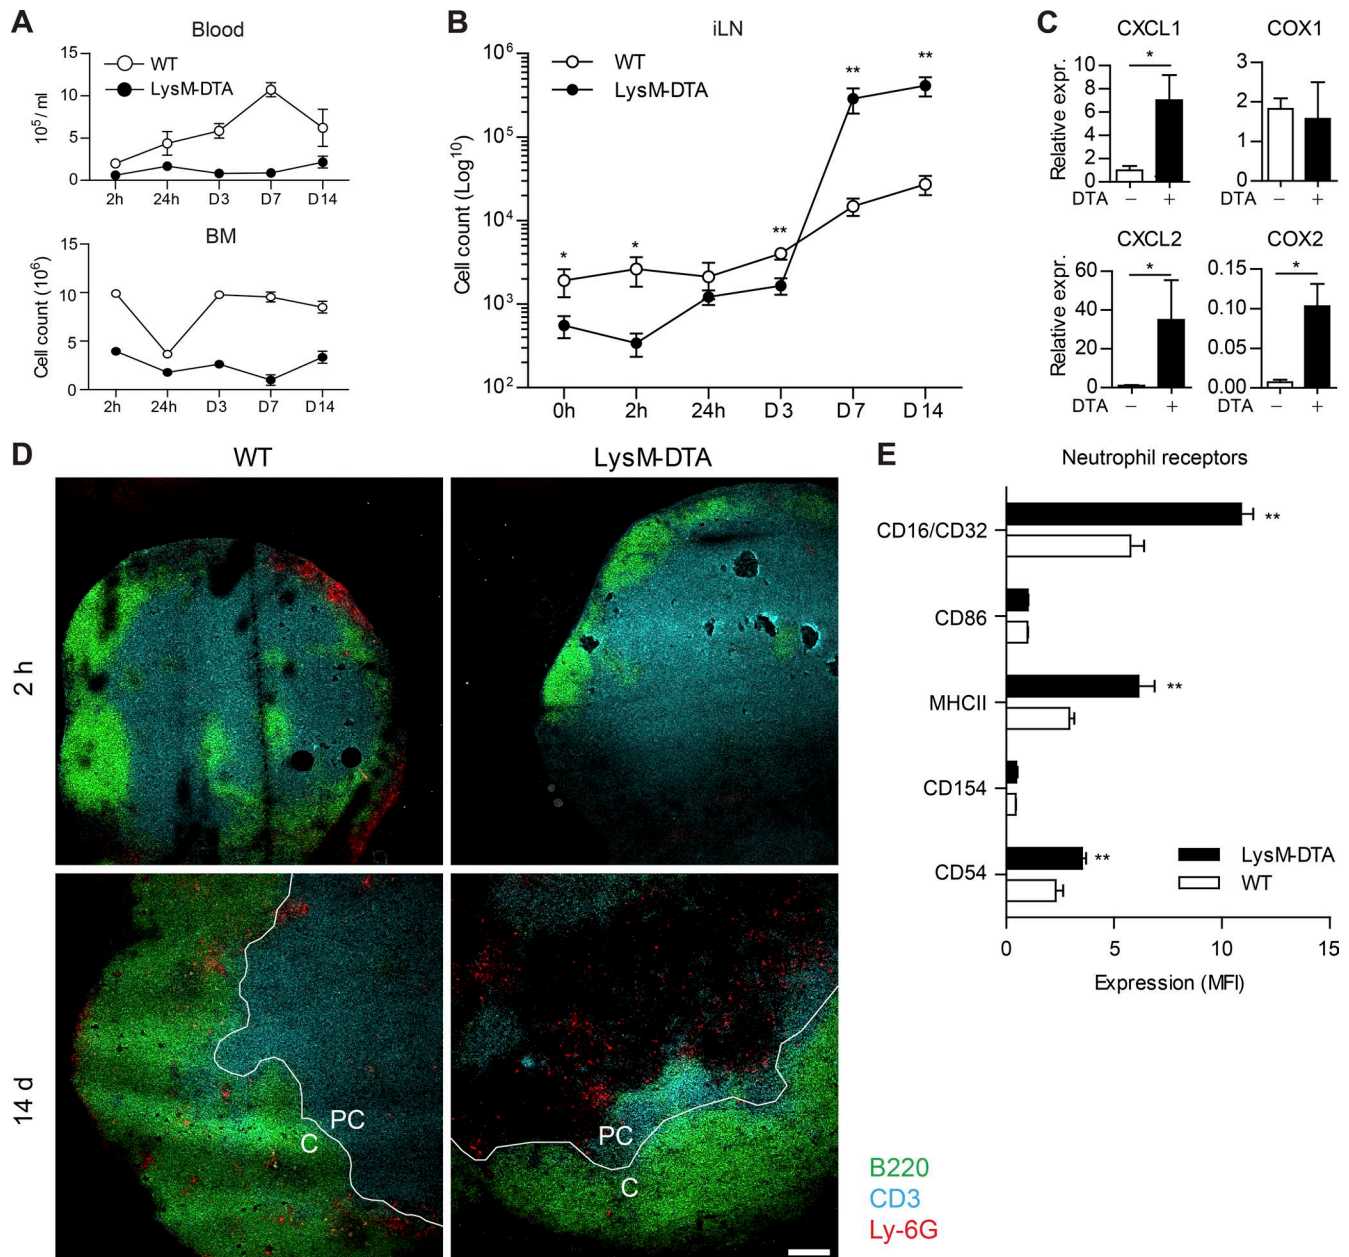 A
Blood
WT
LysM-DTA
10⁵ / ml
15
10
5
0
2h 24h D3 D7 D14
BM
Cell count (10⁶)
15
10
5
0
2h 24h D3 D7 D14
B
iLN
WT
LysM-DTA
Cell count (Log¹⁰)
10⁶
10⁵
10⁴
10³
10²
* * ** ** **
0h 2h 24h D3 D7 D14
C
CXCL1
Relative expr.
10
8
6
4
2
0
*
DTA − +
COX1
3
2
1
0
DTA − +
CXCL2
Relative expr.
60
40
20
0
*
DTA − +
COX2
0.15
0.10
0.05
0.00
*
DTA − +
D
WT LysM-DTA
2 h
14 d
PC
C
PC
C
B220
CD3
Ly-6G
E
Neutrophil receptors
CD16/CD32 **
CD86
MHCII **
CD154
CD54 **
LysM-DTA
WT
0 5 10 15
Expression (MFI)